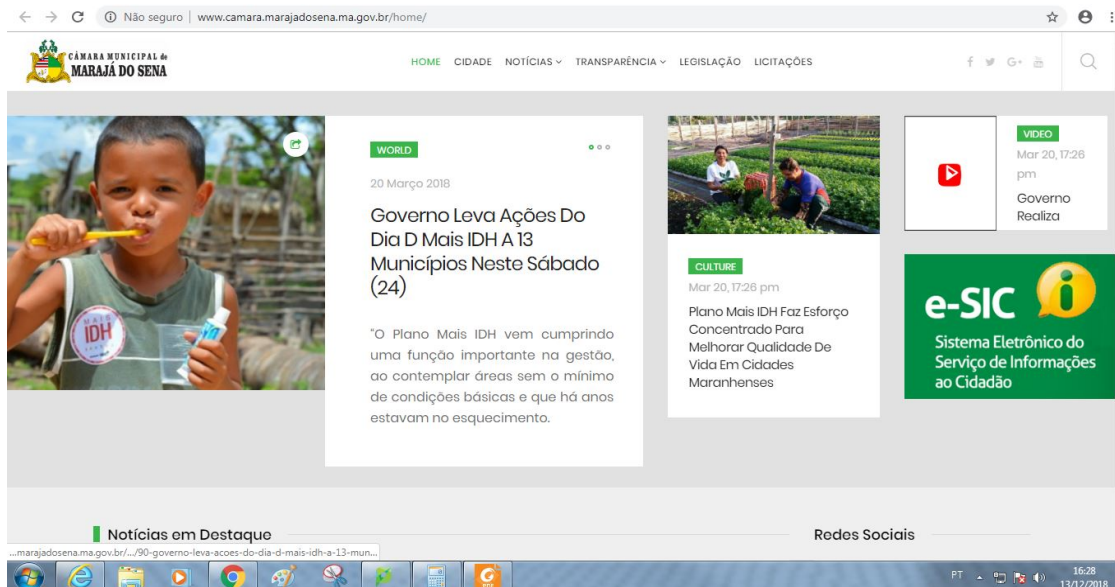 Não seguro | www.camara.marajadosena.ma.gov.br/home/
CÂMARA MUNICIPAL de
MARAJÁ DO SENA
HOME CIDADE NOTÍCIAS TRANSPARÊNCIA LEGISLAÇÃO LICITAÇÕES
f G+
MAIS
IDH
WORLD
20 Março 2018
Governo Leva Ações Do
Dia D Mais IDH A 13
Municípios Neste Sábado
(24)
"O Plano Mais IDH vem cumprindo
uma função importante na gestão,
ao contemplar áreas sem o mínimo
de condições básicas e que há anos
estavam no esquecimento.
CULTURE
Mar 20, 17:26 pm
Plano Mais IDH Faz Esforço
Concentrado Para
Melhorar Qualidade De
Vida Em Cidades
Maranhenses
VIDEO
Mar 20, 17:26
pm
Governo
Realiza
e-SIC
Sistema Eletrônico do
Serviço de Informações
ao Cidadão
Notícias em Destaque
Redes Sociais
...marajadosena.ma.gov.br/.../90-governo-leva-acoes-do-dia-d-mais-idh-a-13-mun...
PT
16:28
13/12/2018